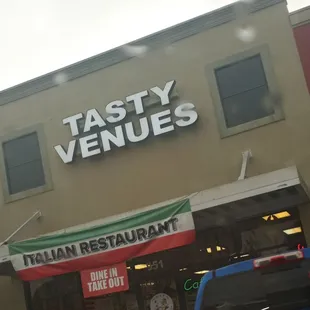 TASTY
VENUES
ITALIAN RESTAURANT
DINE IN
TAKE OUT